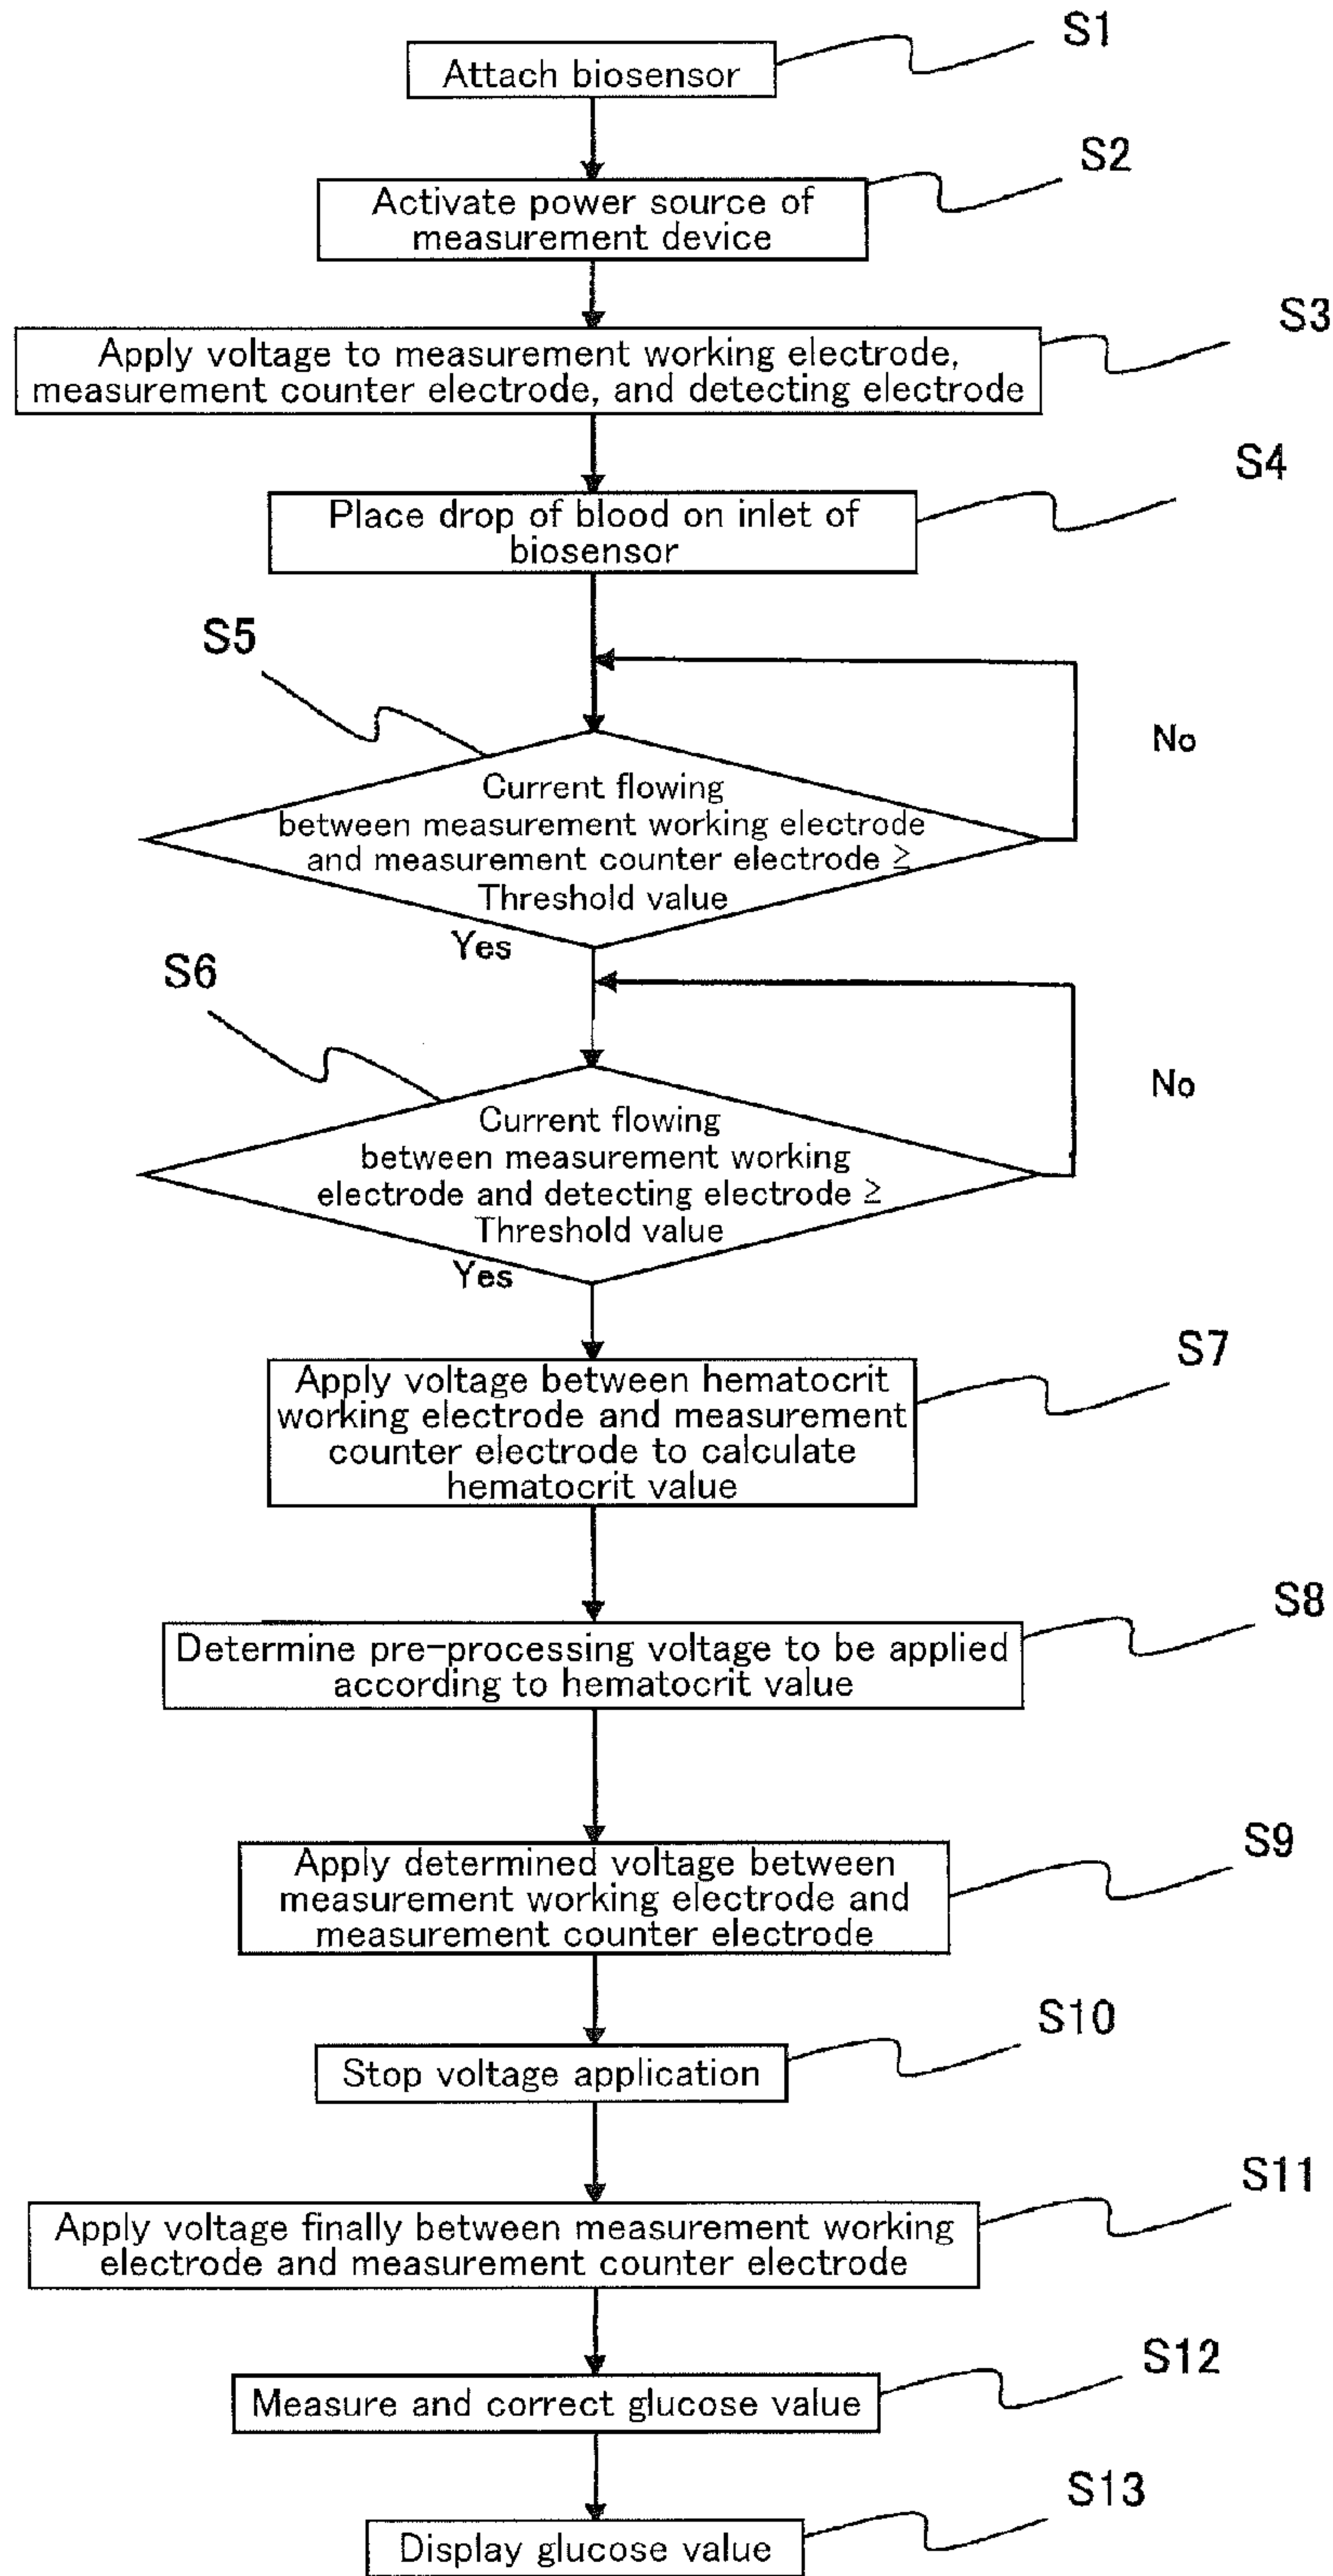 S1
Attach biosensor
S2
Activate power source of
measurement device
S3
Apply voltage to measurement working electrode,
measurement counter electrode, and detecting electrode
S4
Place drop of blood on inlet of
biosensor
S5
No
Current flowing
between measurement working electrode
and measurement counter electrode ≥
Threshold value
Yes
S6
No
Current flowing
between measurement working
electrode and detecting electrode ≥
Threshold value
Yes
S7
Apply voltage between hematocrit
working electrode and measurement
counter electrode to calculate
hematocrit value
S8
Determine pre-processing voltage to be applied
according to hematocrit value
S9
Apply determined voltage between
measurement working electrode and
measurement counter electrode
S10
Stop voltage application
S11
Apply voltage finally between measurement working
electrode and measurement counter electrode
S12
Measure and correct glucose value
S13
Display glucose value